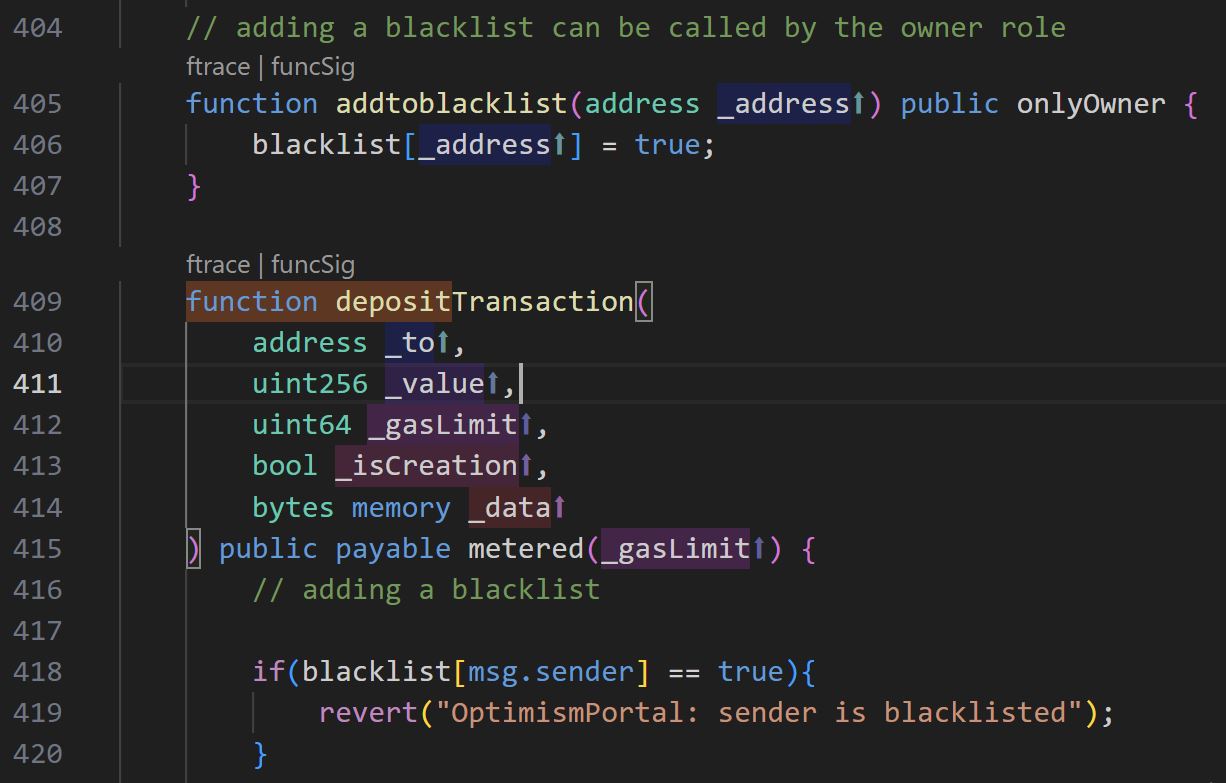 404 // adding a blacklist can be called by the owner role
ftrace | funcSig
405 function addtoblacklist(address _address⬆) public onlyOwner {
406 blacklist[_address⬆] = true;
407 }
408
ftrace | funcSig
409 function depositTransaction(
410 address _to⬆,
411 uint256 _value⬆,
412 uint64 _gasLimit⬆,
413 bool _isCreation⬆,
414 bytes memory _data⬆
415 ) public payable metered(_gasLimit⬆) {
416 // adding a blacklist
417
418 if(blacklist[msg.sender] == true){
419 revert("OptimismPortal: sender is blacklisted");
420 }